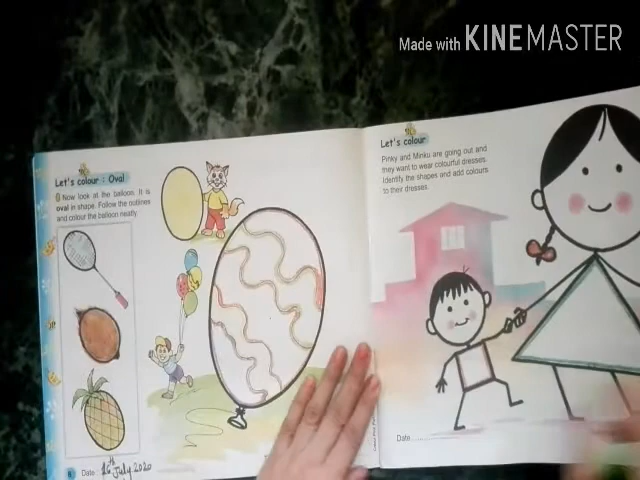 Made with KINEMASTER
Let's colour : Oval
Now look at the balloon. It is
oval in shape. Follow the outlines
and colour the balloon neatly.
8 Date: 16th July 2020
Let's colour
Pinky and Minku are going out and
they want to wear colourful dresses.
Identify the shapes and add colours
to their dresses.
Date